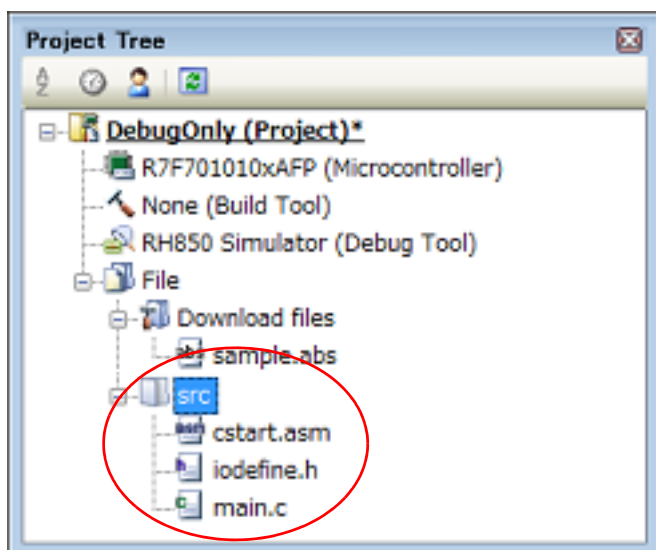 Project Tree
DebugOnly (Project)*
R7F701010xAFP (Microcontroller)
None (Build Tool)
RH850 Simulator (Debug Tool)
File
Download files
sample.abs
src
cstart.asm
iodefine.h
main.c